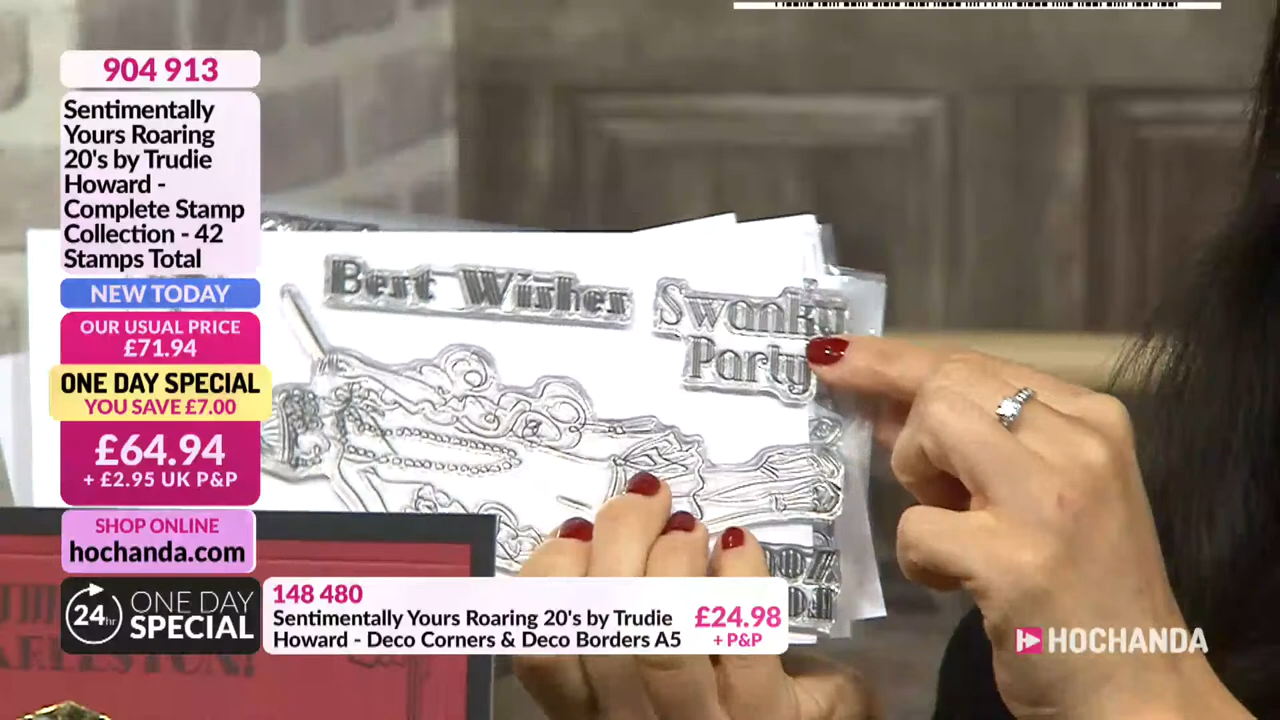 904 913
Sentimentally
Yours Roaring
20's by Trudie
Howard -
Complete Stamp
Collection - 42
Stamps Total
NEW TODAY
OUR USUAL PRICE
£71.94
ONE DAY SPECIAL
YOU SAVE £7.00
£64.94
+ £2.95 UK P&P
SHOP ONLINE
hochanda.com
24hr ONE DAY
SPECIAL
148 480
Sentimentally Yours Roaring 20's by Trudie
Howard - Deco Corners & Deco Borders A5
£24.98
+ P&P
Best Wishes
Swanky
Party
HOCHANDA